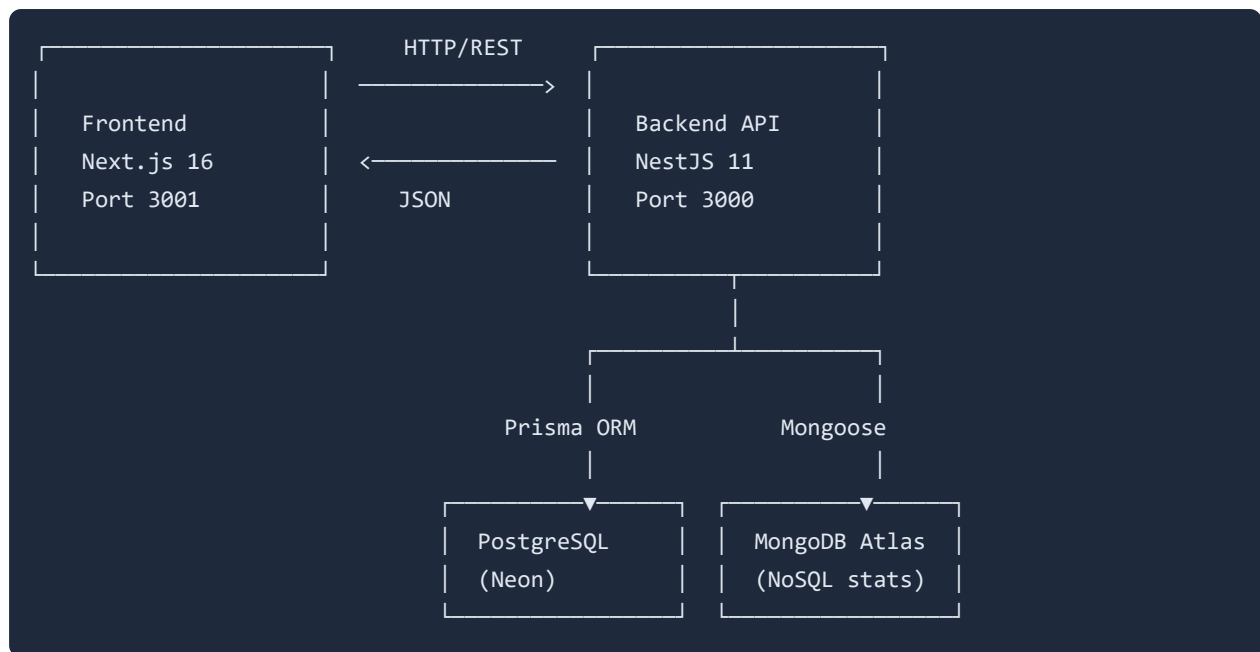 HTTP/REST
Frontend Backend API
Next.js 16 NestJS 11
Port 3001 JSON Port 3000
Prisma ORM Mongoose
PostgreSQL MongoDB Atlas
(Neon) (NoSQL stats)